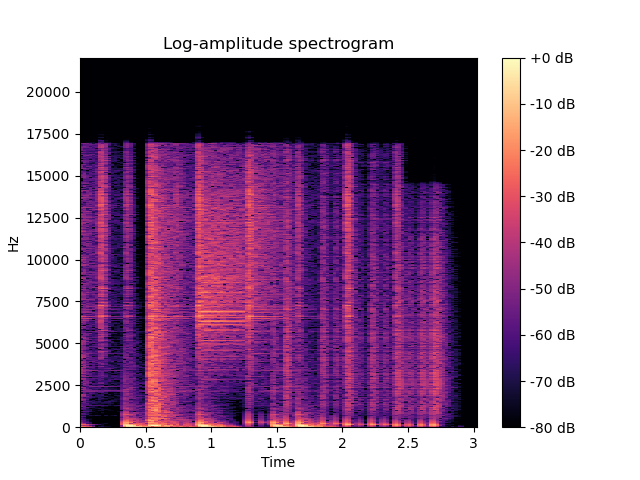 Log-amplitude spectrogram
+0 dB
20000
-10 dB
17500
-20 dB
15000
-30 dB
12500
Hz
-40 dB
10000
-50 dB
7500
-60 dB
5000
-70 dB
2500
0
-80 dB
0 0.5 1 1.5 2 2.5 3
Time